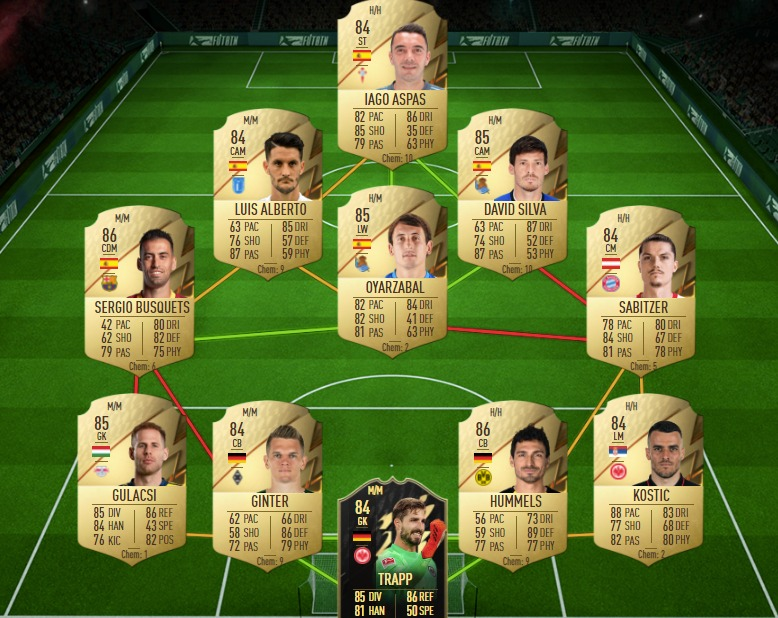 H/H
84
ST
IAGO ASPAS
82 PAC 86 DRI
85 SHO 35 DEF
79 PAS 63 PHY
Chem: 10
M/M
84
CAM
LUIS ALBERTO
63 PAC 85 DRI
76 SHO 57 DEF
87 PAS 59 PHY
Chem: 9
85
LW
OYARZABAL
82 PAC 84 DRI
82 SHO 41 DEF
81 PAS 63 PHY
Chem: 2
H/M
85
CAM
DAVID SILVA
63 PAC 87 DRI
74 SHO 52 DEF
87 PAS 53 PHY
Chem: 10
M/M
86
CDM
SERGIO BUSQUETS
42 PAC 80 DRI
62 SHO 82 DEF
79 PAS 75 PHY
Chem: 6
H/H
84
CM
SABITZER
78 PAC 80 DRI
84 SHO 67 DEF
81 PAS 78 PHY
Chem: 5
M/M
85
GK
GULACSI
85 DIV 86 REF
84 HAN 43 SPE
76 KIC 82 POS
Chem: 1
M/M
84
CB
GINTER
62 PAC 66 DRI
58 SHO 86 DEF
72 PAS 79 PHY
Chem: 9
M/M
84
GK
TRAPP
85 DIV 86 REF
81 HAN 50 SPE
H/H
86
CB
HUMMELS
56 PAC 73 DRI
59 SHO 89 DEF
77 PAS 77 PHY
Chem: 9
H/H
84
LM
KOSTIC
88 PAC 83 DRI
77 SHO 68 DEF
82 PAS 80 PHY
Chem: 2